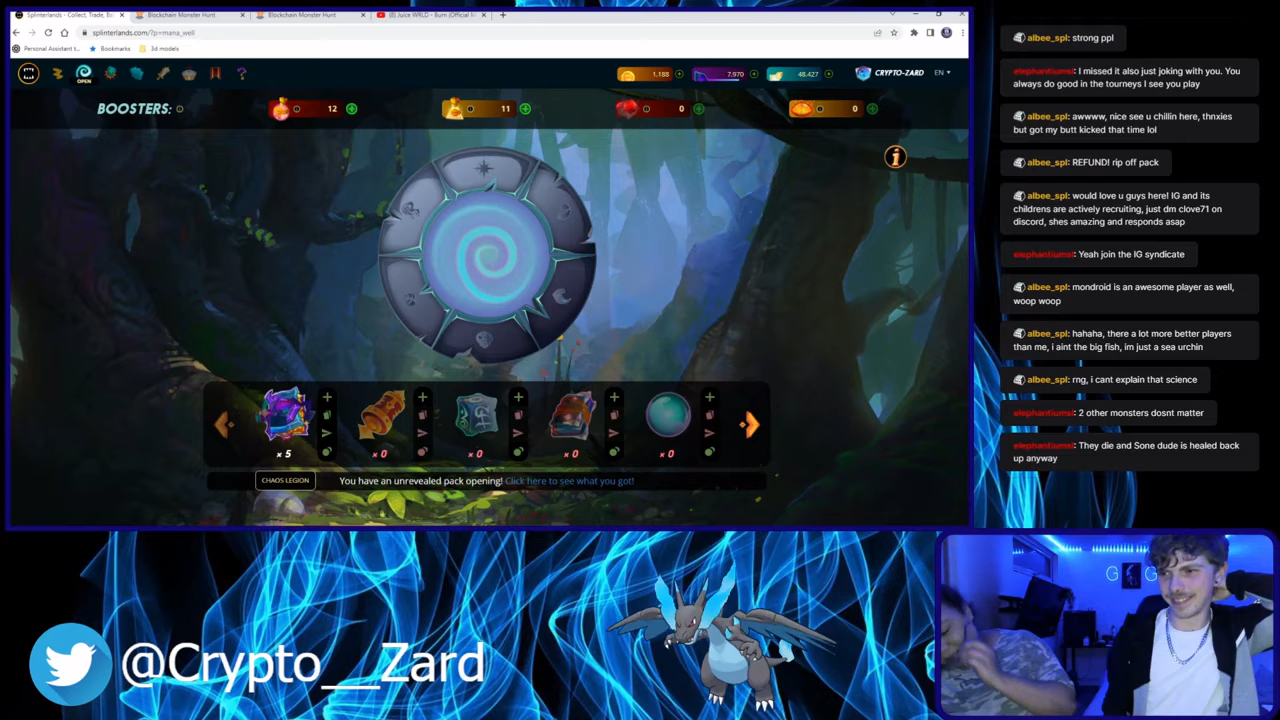 Splinterlands - Collect, Trade, Ba
Blockchain Monster Hunt
Blockchain Monster Hunt
(8) Juice WRLD - Burn (Official M
splinterlands.com/?p=mana_well
Personal Assistant t...
Bookmarks
3d models
OPEN
1.188
7.970
48.427
CRYPTO-ZARD
EN
BOOSTERS:
12
11
0
0
x 5
x 0
x 0
x 0
x 0
CHAOS LEGION
You have an unrevealed pack opening! Click here to see what you got!
albee_spl: strong ppl
elephantiumsl: I missed it also just joking with you. You
always do good in the tourneys I see you play
albee_spl: awwww, nice see u chillin here, thnxies
but got my butt kicked that time lol
albee_spl: REFUND! rip off pack
albee_spl: would love u guys here! IG and its
childrens are actively recruiting, just dm clove71 on
discord, shes amazing and responds asap
elephantiumsl: Yeah join the IG syndicate
albee_spl: mondroid is an awesome player as well,
woop woop
albee_spl: hahaha, there a lot more better players
than me, i aint the big fish, im just a sea urchin
albee_spl: rng, i cant explain that science
elephantiumsl: 2 other monsters dosnt matter
elephantiumsl: They die and Sone dude is healed back
up anyway
@Crypto__Zard
G
G